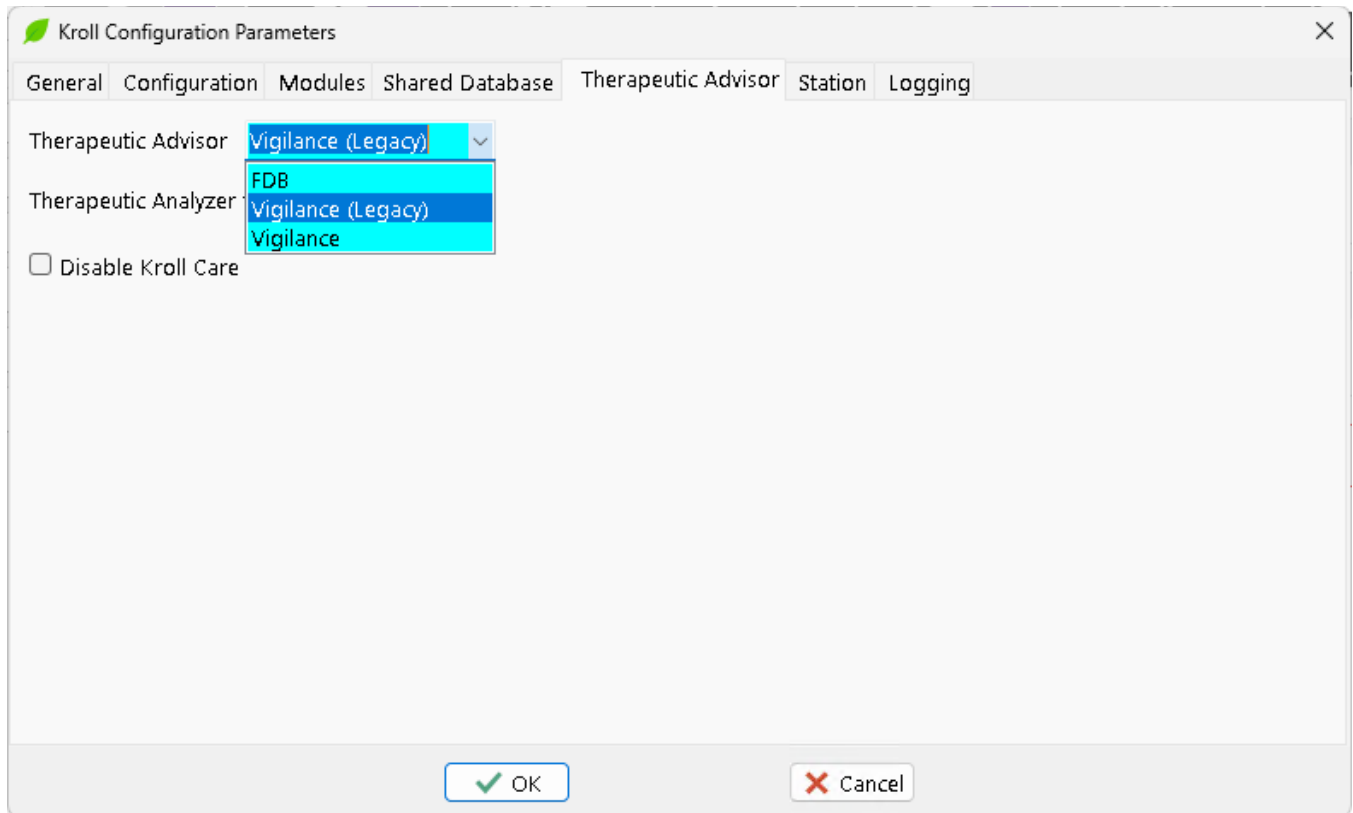 Kroll Configuration Parameters
General Configuration Modules Shared Database Therapeutic Advisor Station Logging
Therapeutic Advisor Vigilance (Legacy)
FDB
Therapeutic Analyzer
Vigilance (Legacy)
Vigilance
Disable Kroll Care
OK Cancel